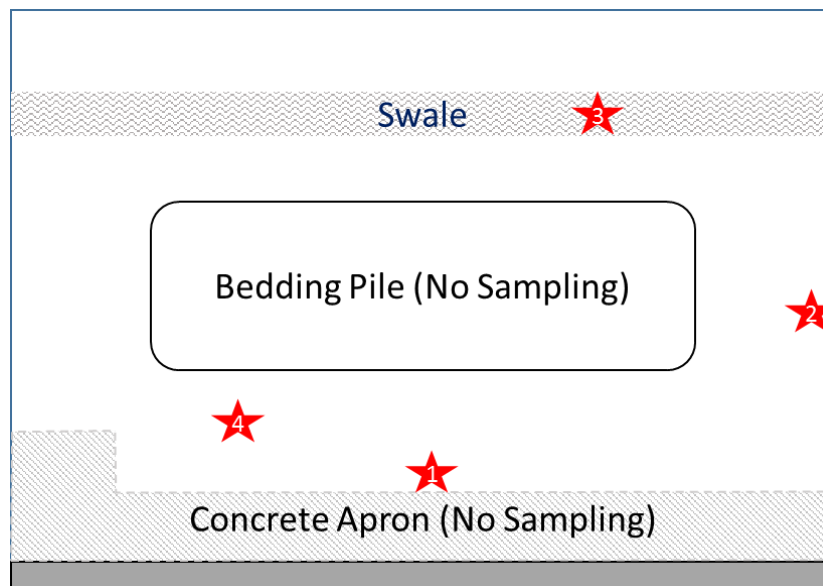 Swale
3
Bedding Pile (No Sampling)
2
4
1
Concrete Apron (No Sampling)